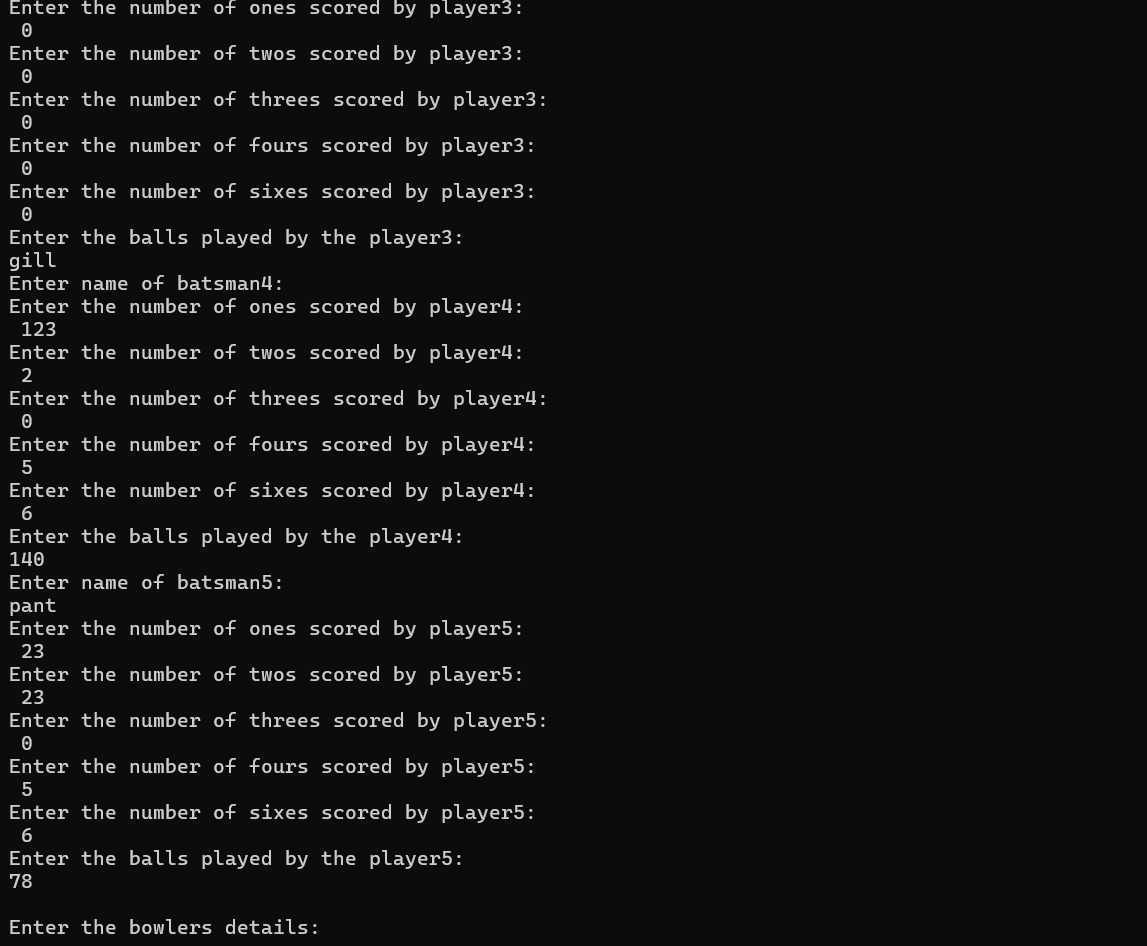 Enter the number of ones scored by player3:
 0
Enter the number of twos scored by player3:
 0
Enter the number of threes scored by player3:
 0
Enter the number of fours scored by player3:
 0
Enter the number of sixes scored by player3:
 0
Enter the balls played by the player3:
gill
Enter name of batsman4:
Enter the number of ones scored by player4:
 123
Enter the number of twos scored by player4:
 2
Enter the number of threes scored by player4:
 0
Enter the number of fours scored by player4:
 5
Enter the number of sixes scored by player4:
 6
Enter the balls played by the player4:
140
Enter name of batsman5:
pant
Enter the number of ones scored by player5:
 23
Enter the number of twos scored by player5:
 23
Enter the number of threes scored by player5:
 0
Enter the number of fours scored by player5:
 5
Enter the number of sixes scored by player5:
 6
Enter the balls played by the player5:
78

Enter the bowlers details: